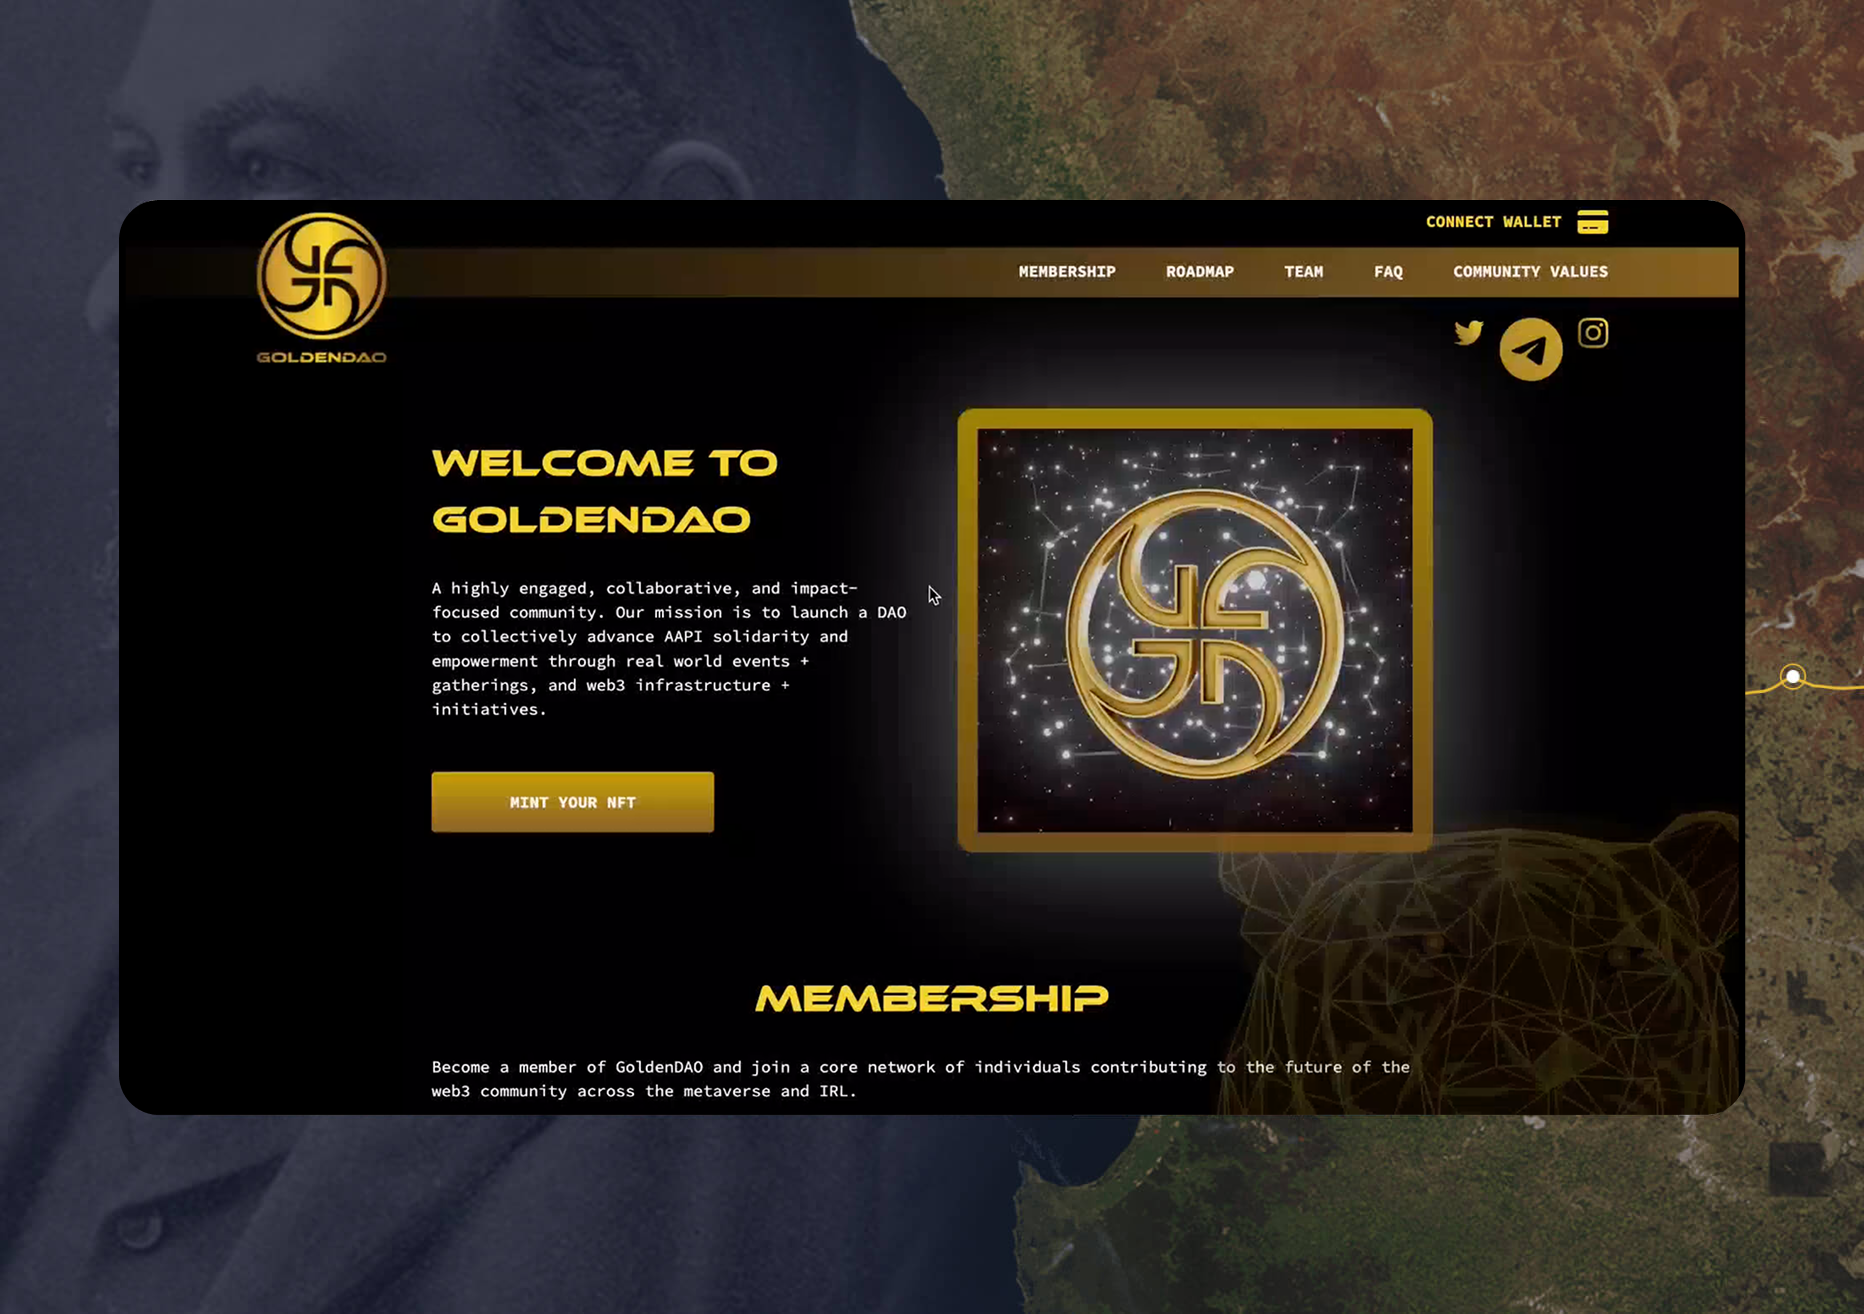 CONNECT WALLET
MEMBERSHIP ROADMAP TEAM FAQ COMMUNITY VALUES
GOLDENDAO
WELCOME TO
GOLDENDAO
A highly engaged, collaborative, and impact-
focused community. Our mission is to launch a DAO
to collectively advance AAPI solidarity and
empowerment through real world events +
gatherings, and web3 infrastructure +
initiatives.
MINT YOUR NFT
MEMBERSHIP
Become a member of GoldenDAO and join a core network of individuals contributing to the future of the
web3 community across the metaverse and IRL.